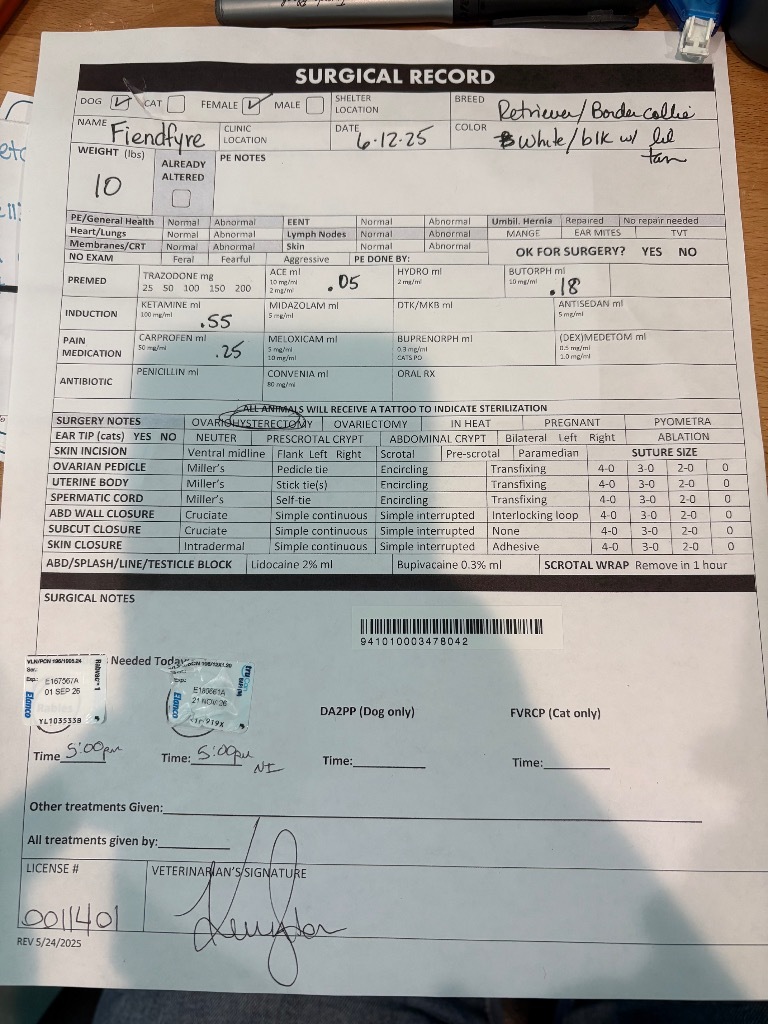 SURGICAL RECORD
DOG CAT FEMALE MALE SHELTER LOCATION BREED Retriever/Bordercollie
NAME Fiendfyre CLINIC LOCATION DATE 6-12-25 COLOR White/blk w/ lil tan
WEIGHT (lbs) 10 ALREADY ALTERED PE NOTES
PE/General Health Normal Abnormal EENT Normal Abnormal Umbil. Hernia Repaired No repair needed
Heart/Lungs Normal Abnormal Lymph Nodes Normal Abnormal MANGE EAR MITES TVT
Membranes/CRT Normal Abnormal Skin Normal Abnormal OK FOR SURGERY? YES NO
NO EXAM Feral Fearful Aggressive PE DONE BY:
PREMED TRAZODONE mg 25 50 100 150 200 ACE ml 10 mg/ml 2 mg/ml .05 HYDRO ml 2 mg/ml BUTORPH ml 10 mg/ml .18
INDUCTION KETAMINE ml 100 mg/ml .55 MIDAZOLAM ml 5 mg/ml DTK/MKB ml ANTISEDAN ml 5 mg/ml
PAIN MEDICATION CARPROFEN ml 50 mg/ml .25 MELOXICAM ml 5 mg/ml 10 mg/ml BUPRENORPH ml 0.3 mg/ml CATS PO (DEX)MEDETOM ml 0.5 mg/ml 1.0 mg/ml
ANTIBIOTIC PENICILLIN ml CONVENIA ml 80 mg/ml ORAL RX
ALL ANIMALS WILL RECEIVE A TATTOO TO INDICATE STERILIZATION
SURGERY NOTES OVARIOHYSTERECTOMY OVARIECTOMY IN HEAT PREGNANT PYOMETRA
EAR TIP (cats) YES NO NEUTER PRESCROTAL CRYPT ABDOMINAL CRYPT Bilateral Left Right ABLATION
SKIN INCISION Ventral midline Flank Left Right Scrotal Pre-scrotal Paramedian SUTURE SIZE
OVARIAN PEDICLE Miller's Pedicle tie Encircling Transfixing 4-0 3-0 2-0 0
UTERINE BODY Miller's Stick tie(s) Encircling Transfixing 4-0 3-0 2-0 0
SPERMATIC CORD Miller's Self-tie Encircling Transfixing 4-0 3-0 2-0 0
ABD WALL CLOSURE Cruciate Simple continuous Simple interrupted Interlocking loop 4-0 3-0 2-0 0
SUBCUT CLOSURE Cruciate Simple continuous Simple interrupted None 4-0 3-0 2-0 0
SKIN CLOSURE Intradermal Simple continuous Simple interrupted Adhesive 4-0 3-0 2-0 0
ABD/SPLASH/LINE/TESTICLE BLOCK Lidocaine 2% ml Bupivacaine 0.3% ml SCROTAL WRAP Remove in 1 hour
SURGICAL NOTES
941010003478042
Needed Today
Ser.:
Exp.: E167567A
01 SEP 26
YL103533B
Elanco
Rabvac 1
E180661A
21 NOV 26
Elanco
DA2PP (Dog only) FVRCP (Cat only)
Time 5:00pm Time: 5:00pm Time: Time:
NI
Other treatments Given:
All treatments given by:
LICENSE # VETERINARIAN'S SIGNATURE
0011401
REV 5/24/2025